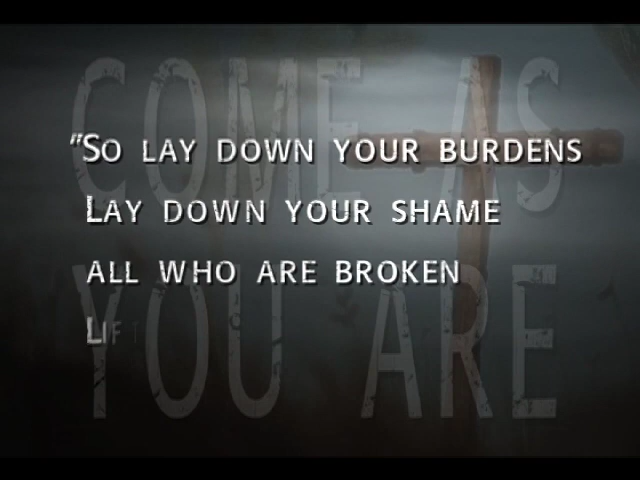 COME AS
YOU ARE
"SO LAY DOWN YOUR BURDENS
LAY DOWN YOUR SHAME
ALL WHO ARE BROKEN